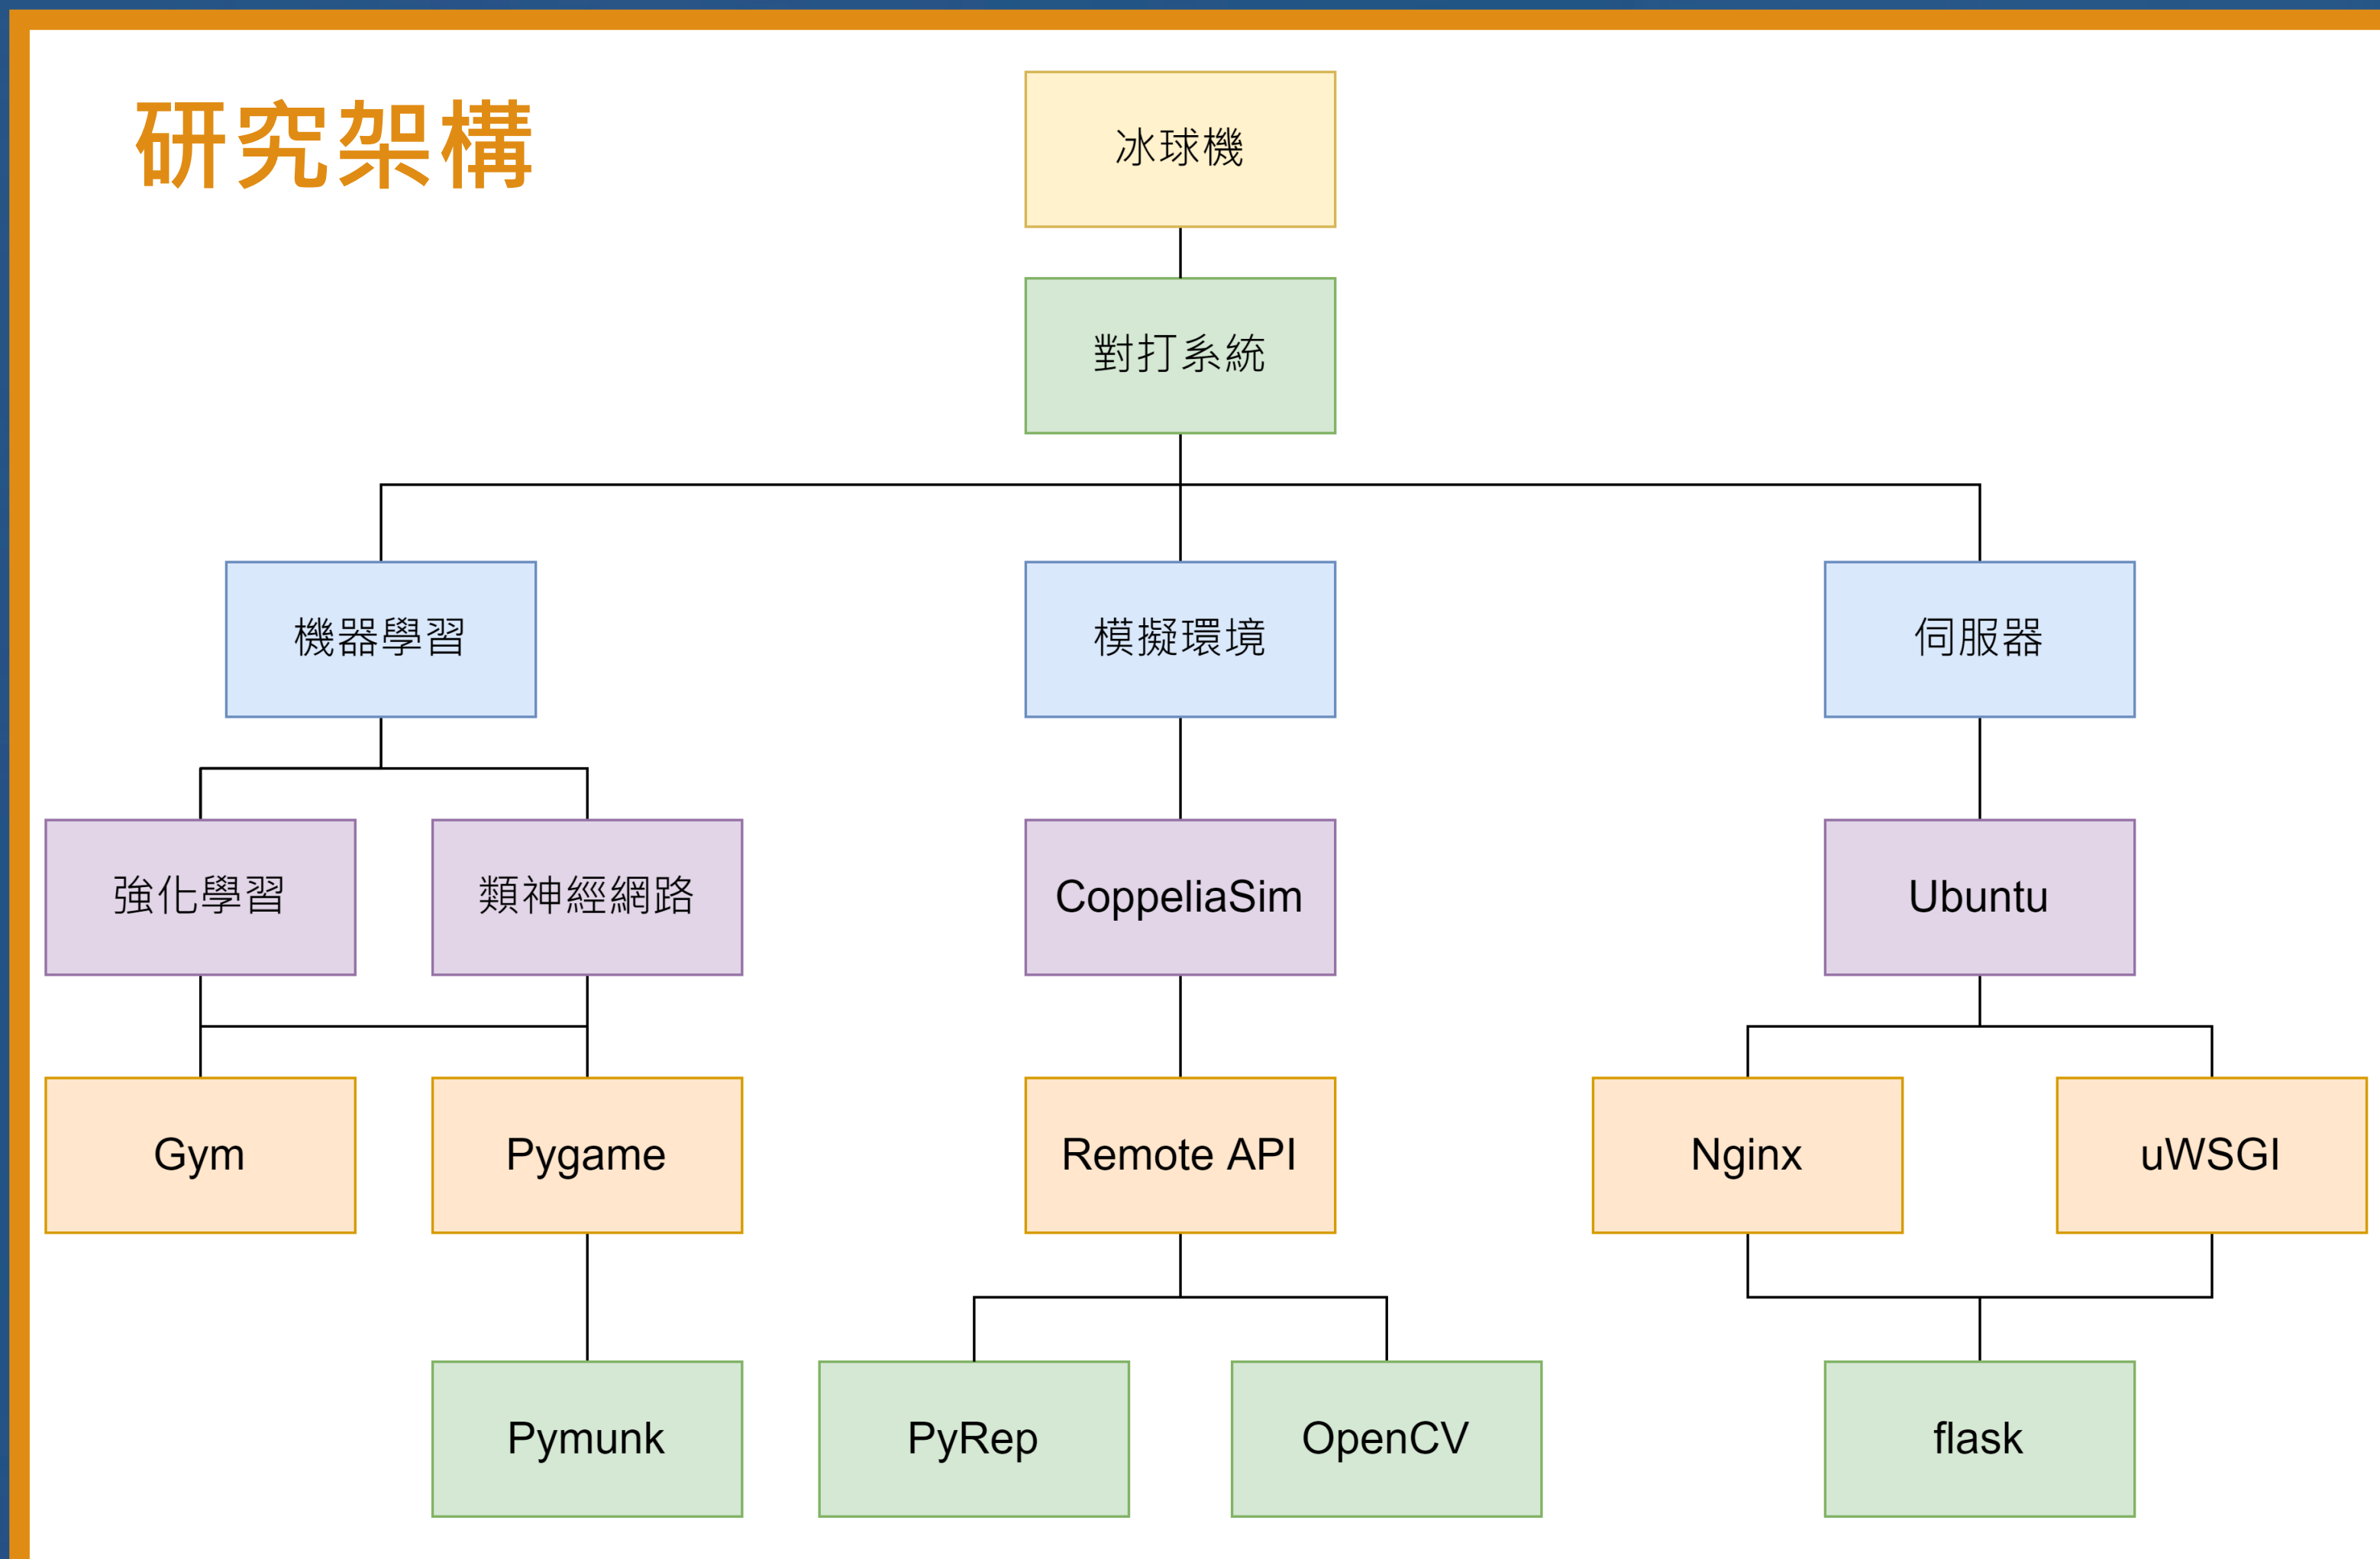 研究架構
冰球機
對打系統
機器學習
模擬環境
伺服器
強化學習
類神經網路
CoppeliaSim
Ubuntu
Gym
Pygame
Remote API
Nginx
uWSGI
Pymunk
PyRep
OpenCV
flask